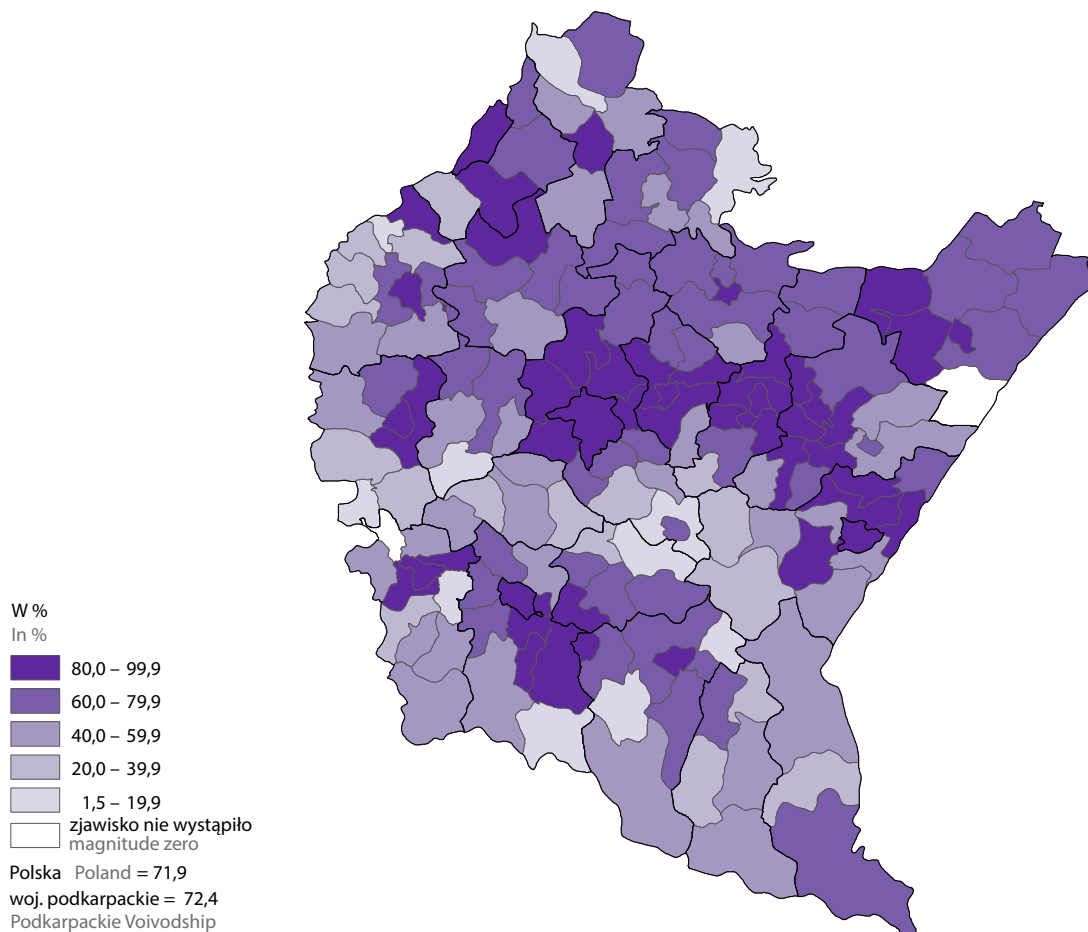 W %
In %
80,0 – 99,9
60,0 – 79,9
40,0 – 59,9
20,0 – 39,9
1,5 – 19,9
zjawisko nie wystąpiło
magnitude zero
Polska Poland = 71,9
woj. podkarpackie = 72,4
Podkarpackie Voivodship